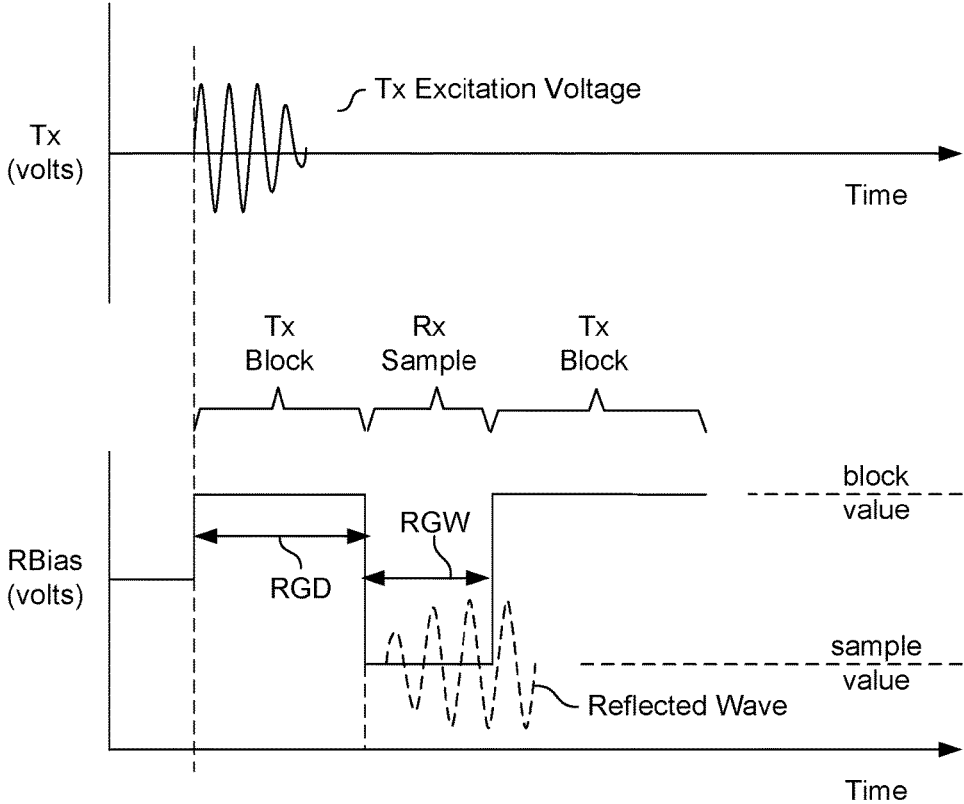 Tx Excitation Voltage
Tx
(volts)
Time
Tx
Block
Rx
Sample
Tx
Block
block
value
RGW
RBias
(volts)
RGD
sample
value
Reflected Wave
Time